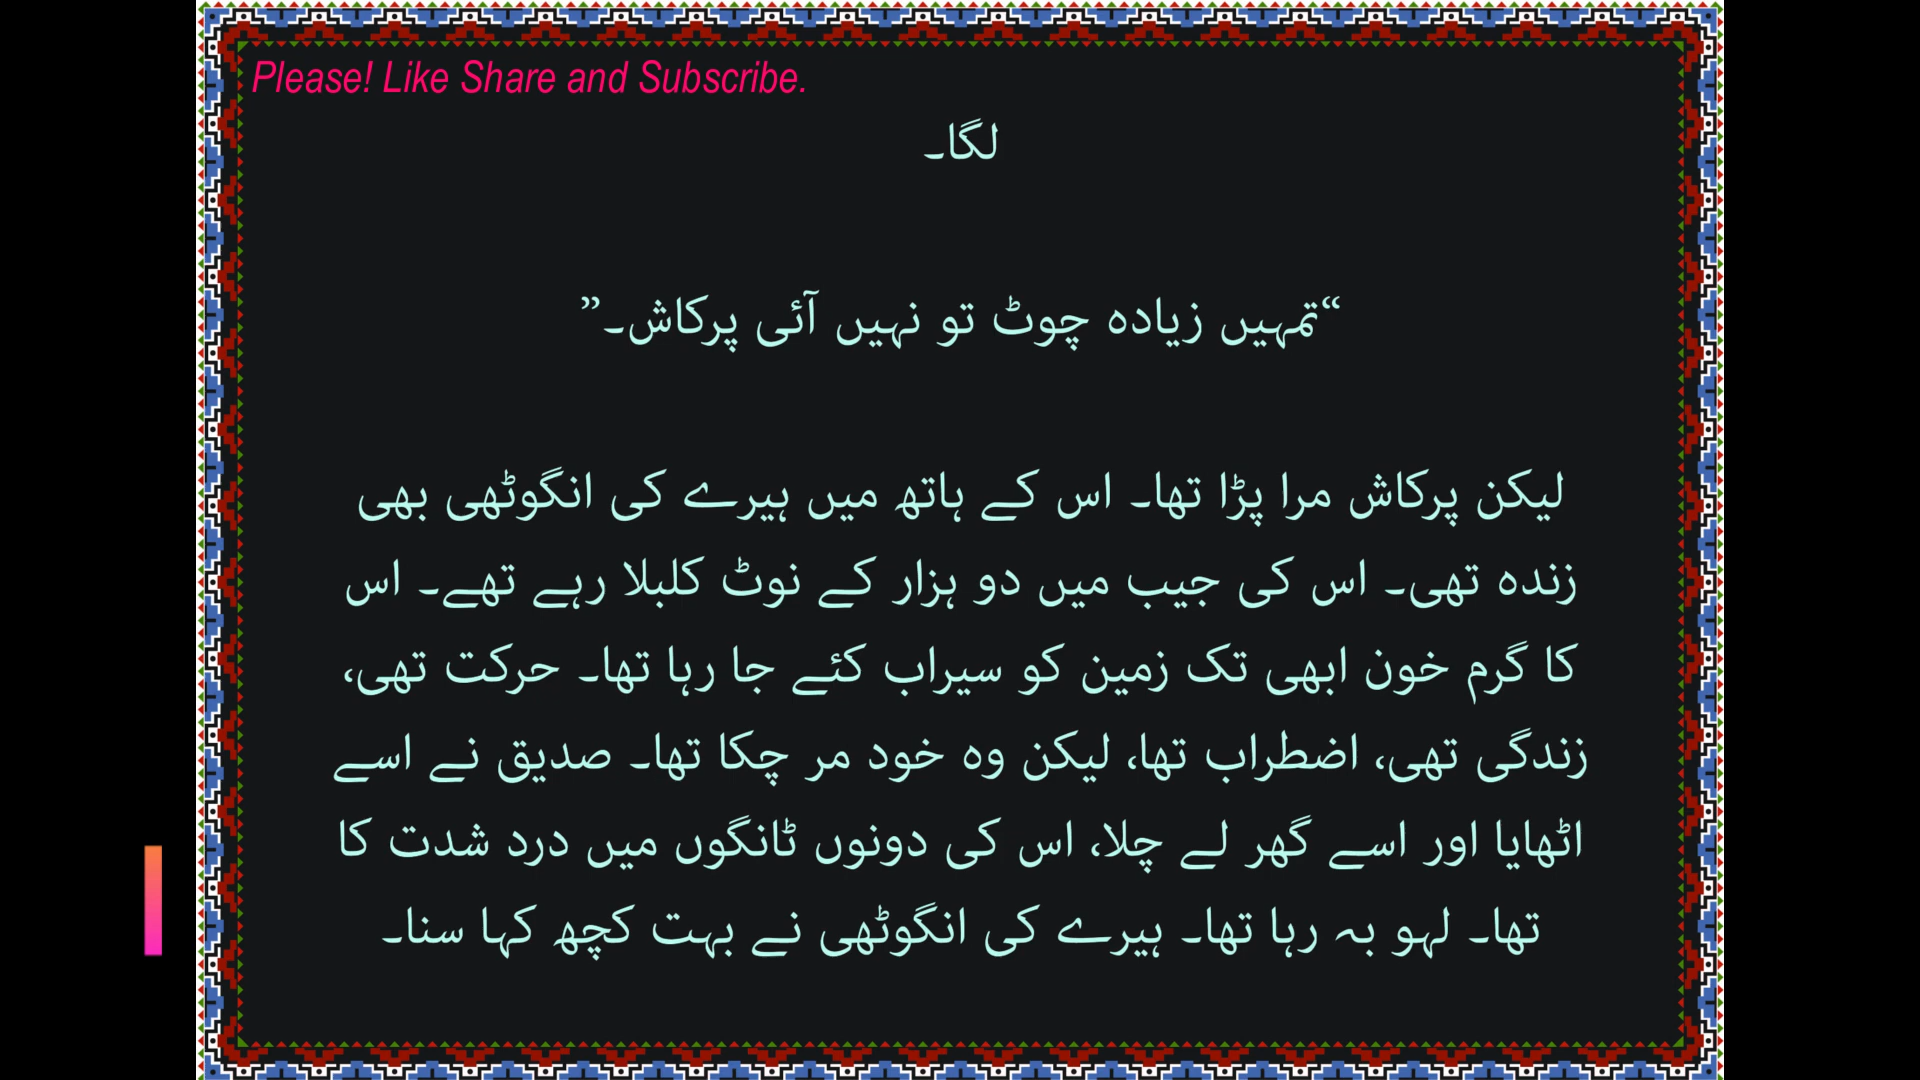 Please! Like Share and Subscribe.
لگا۔
“تمہیں زیادہ چوٹ تو نہیں آئی پرکاش۔”
لیکن پرکاش مرا پڑا تھا۔ اس کے ہاتھ میں ہیرے کی انگوٹھی بھی
زندہ تھی۔ اس کی جیب میں دو ہزار کے نوٹ کلبلا رہے تھے۔ اس
کا گرم خون ابھی تک زمین کو سیراب کئے جا رہا تھا۔ حرکت تھی،
زندگی تھی، اضطراب تھا، لیکن وہ خود مر چکا تھا۔ صدیق نے اسے
اٹھایا اور اسے گھر لے چلا، اس کی دونوں ٹانگوں میں درد شدت کا
تھا۔ لہو بہ رہا تھا۔ ہیرے کی انگوٹھی نے بہت کچھ کہا سنا۔